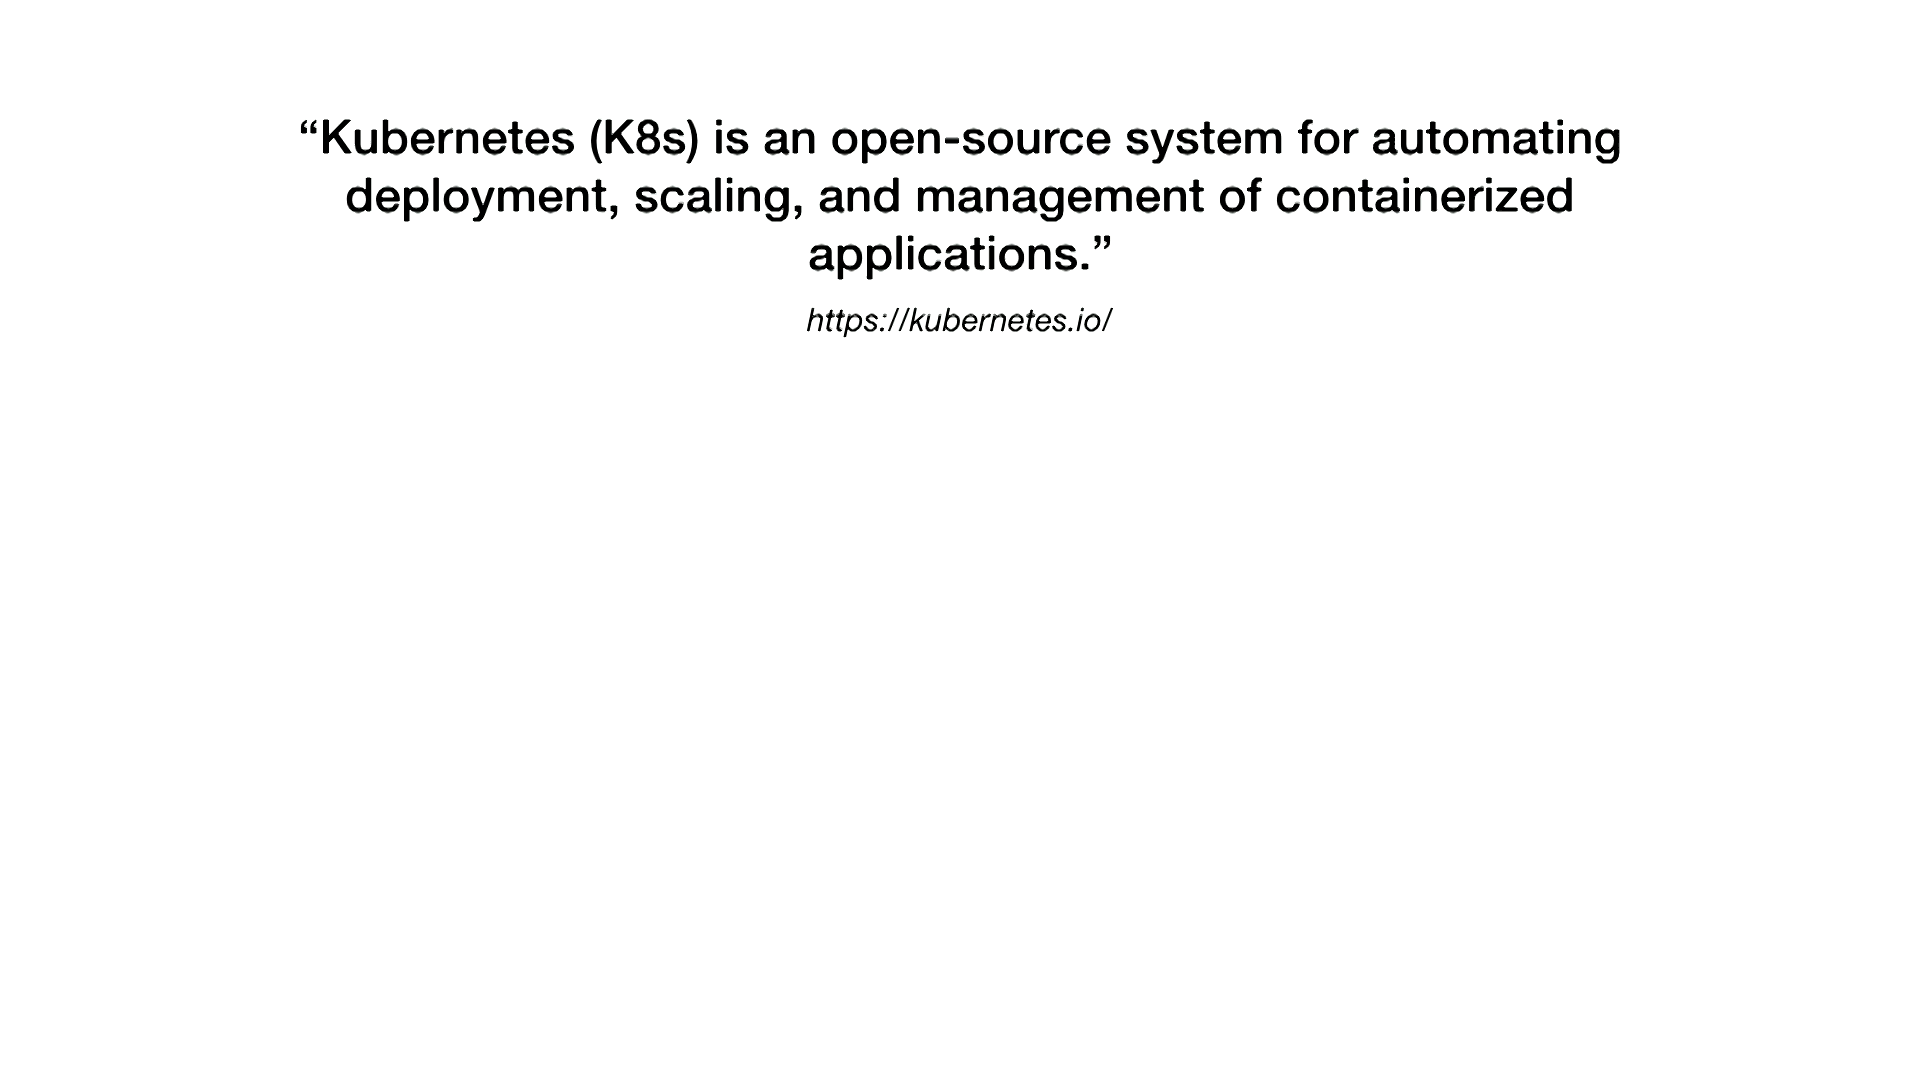 “Kubernetes (K8s) is an open-source system for automating
deployment, scaling, and management of containerized
applications.”
https://kubernetes.io/